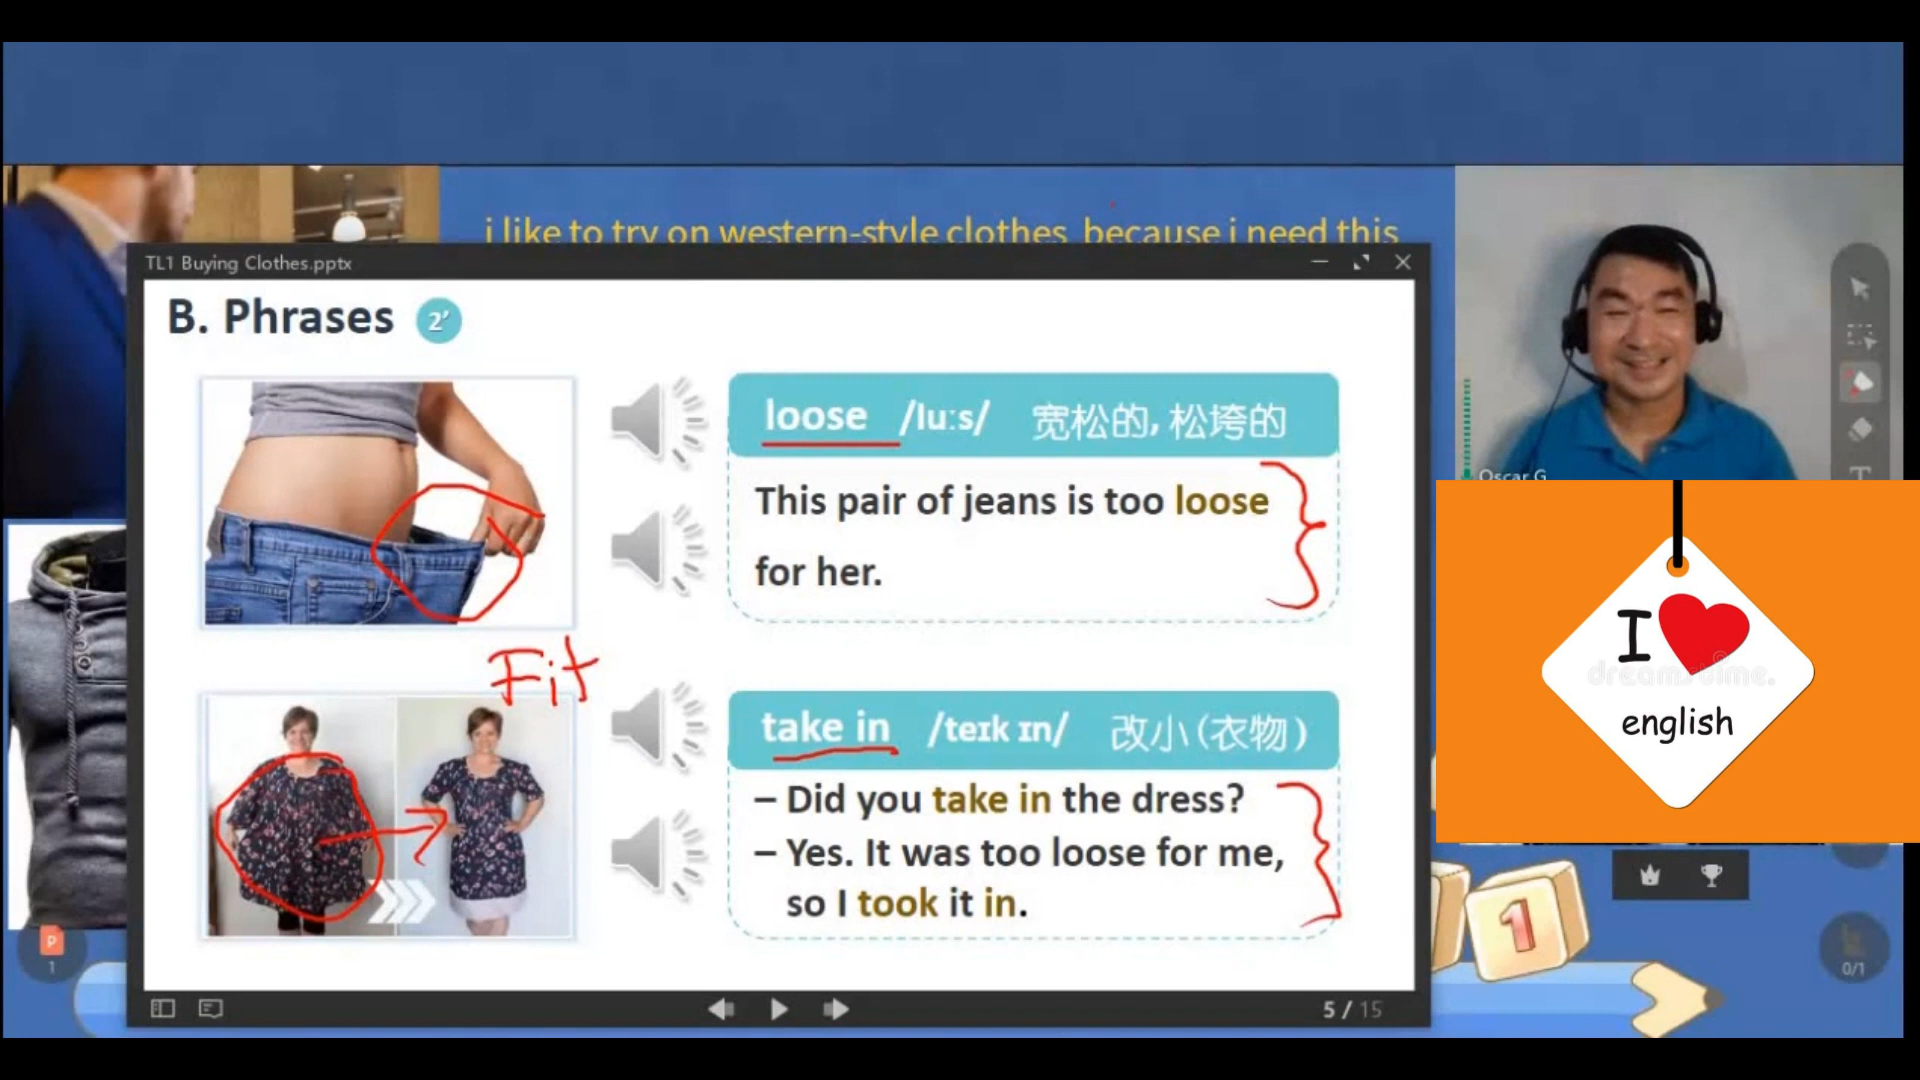 i like to try on western-style clothes, because i need this
TL1 Buying Clothes.pptx
B. Phrases 2’
loose /luːs/ 宽松的, 松垮的
This pair of jeans is too loose
for her.
Fit
take in /teɪk ɪn/ 改小(衣物)
– Did you take in the dress?
– Yes. It was too loose for me,
so I took it in.
5 / 15
Oscar G
I
dreamstime.
english
P
1
1
0/1